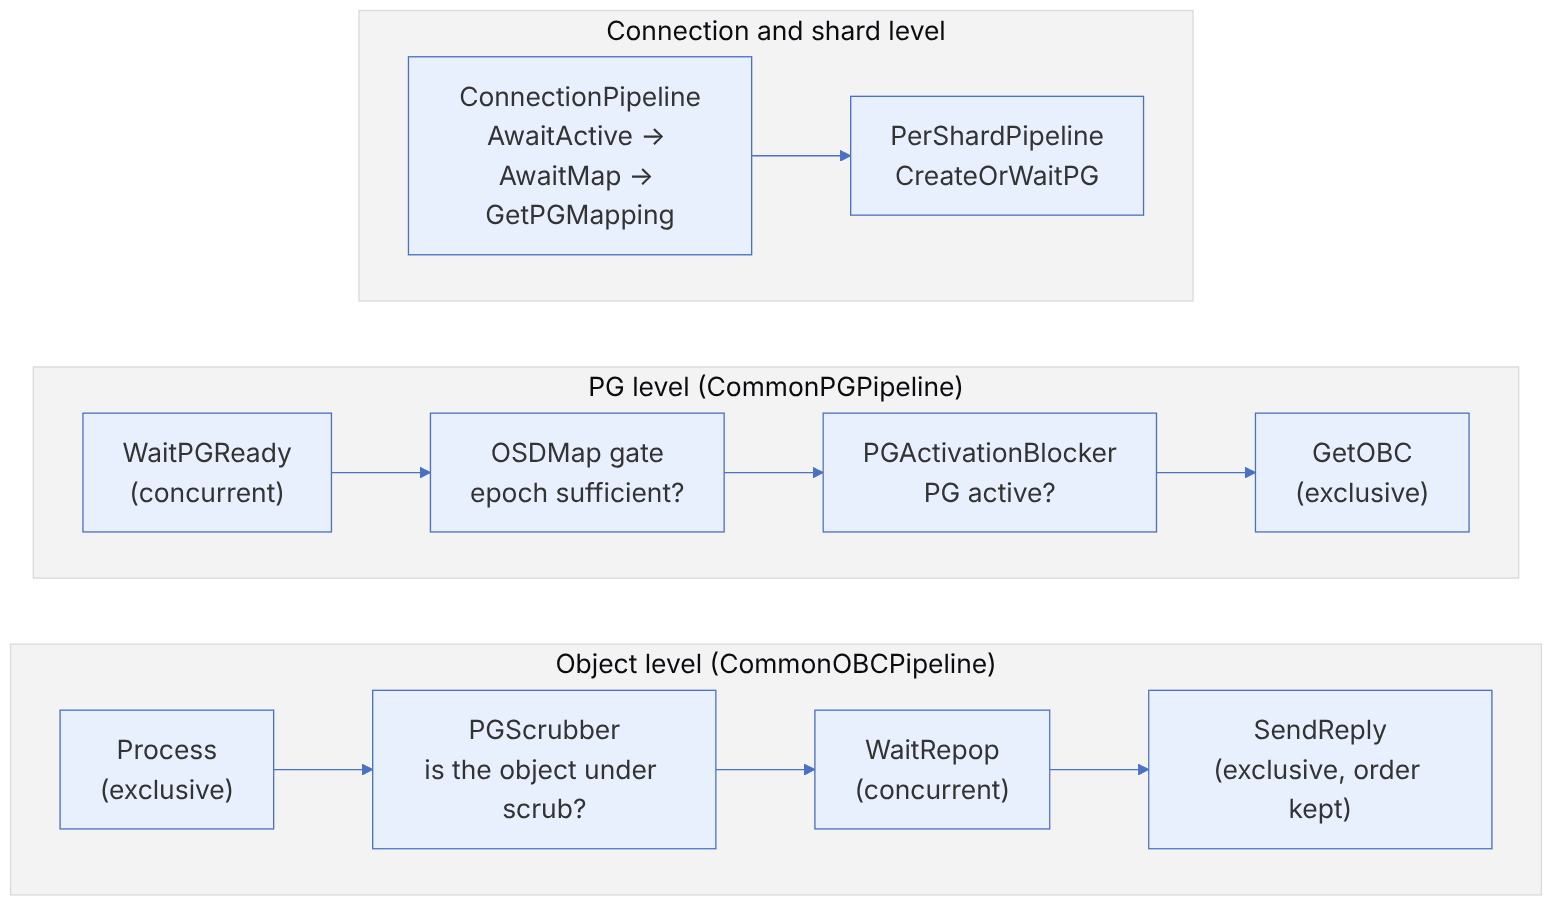 Connection and shard level
ConnectionPipeline
AwaitActive →
AwaitMap →
GetPGMapping
PerShardPipeline
CreateOrWaitPG
PG level (CommonPGPipeline)
WaitPGReady
(concurrent)
OSDMap gate
epoch sufficient?
PGActivationBlocker
PG active?
GetOBC
(exclusive)
Object level (CommonOBCPipeline)
Process
(exclusive)
PGScrubber
is the object under
scrub?
WaitRepop
(concurrent)
SendReply
(exclusive, order
kept)